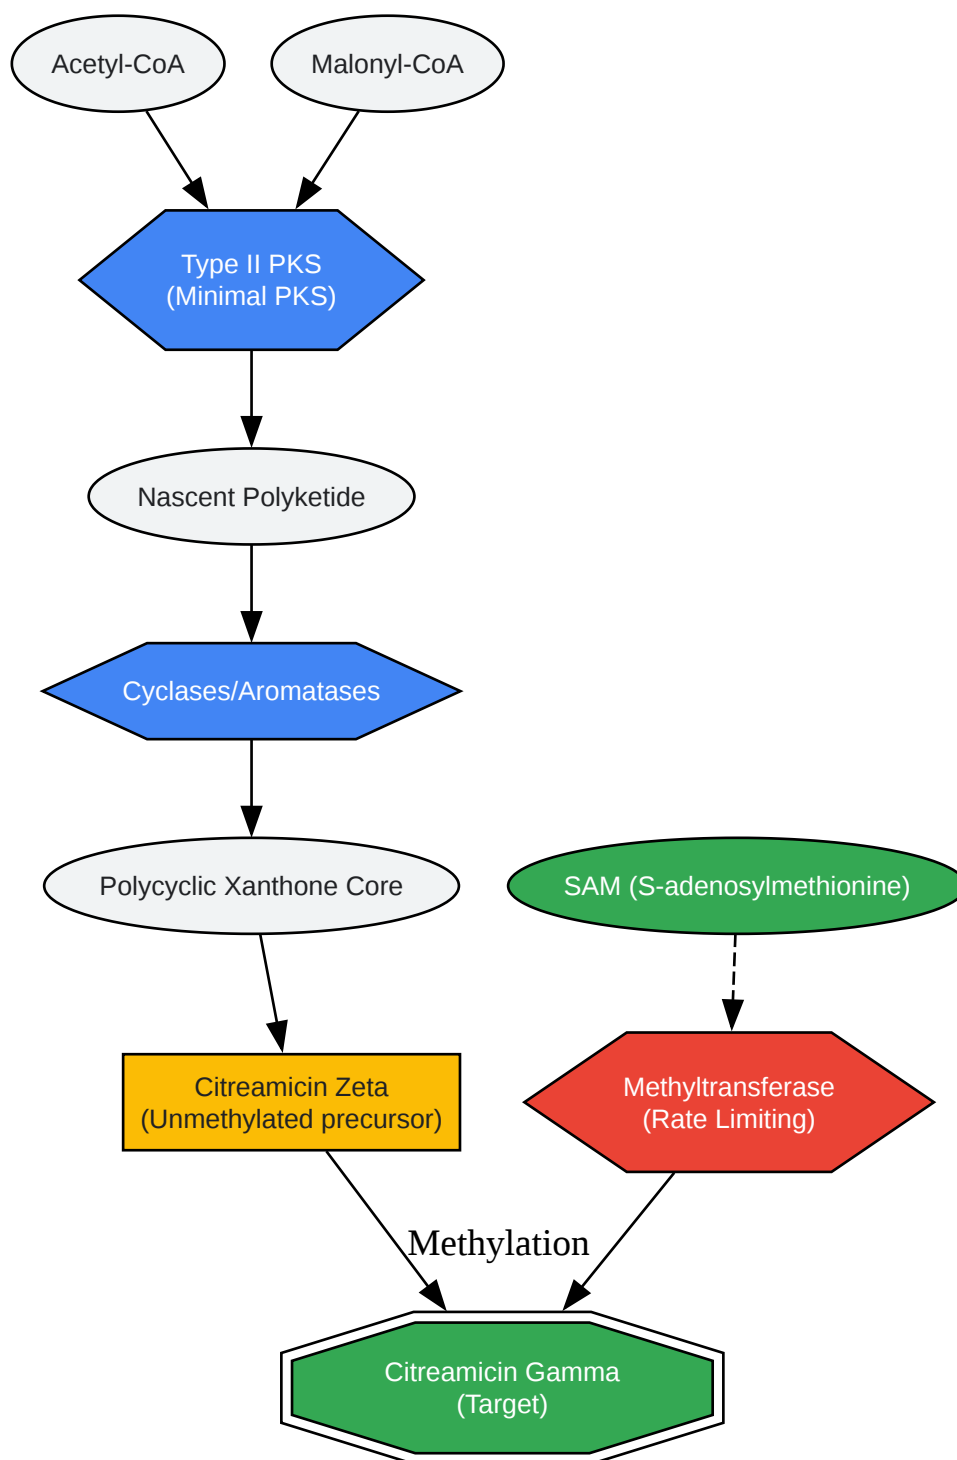 Acetyl-CoA
Malonyl-CoA
Type II PKS
(Minimal PKS)
Nascent Polyketide
Cyclases/Aromatases
Polycyclic Xanthone Core
SAM (S-adenosylmethionine)
Citreamicin Zeta
(Unmethylated precursor)
Methyltransferase
(Rate Limiting)
Methylation
Citreamicin Gamma
(Target)